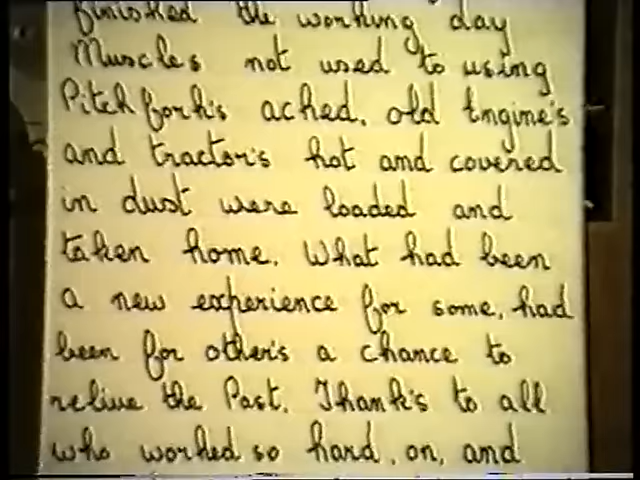 finished the working day
Muscles not used to using
Pitchfork's ached. old Engine's
and tractor's hot and covered
in dust were loaded and
taken home. What had been
a new experience for some, had
been for other's a chance to
relive the Past. Thank's to all
who worked so hard, on, and